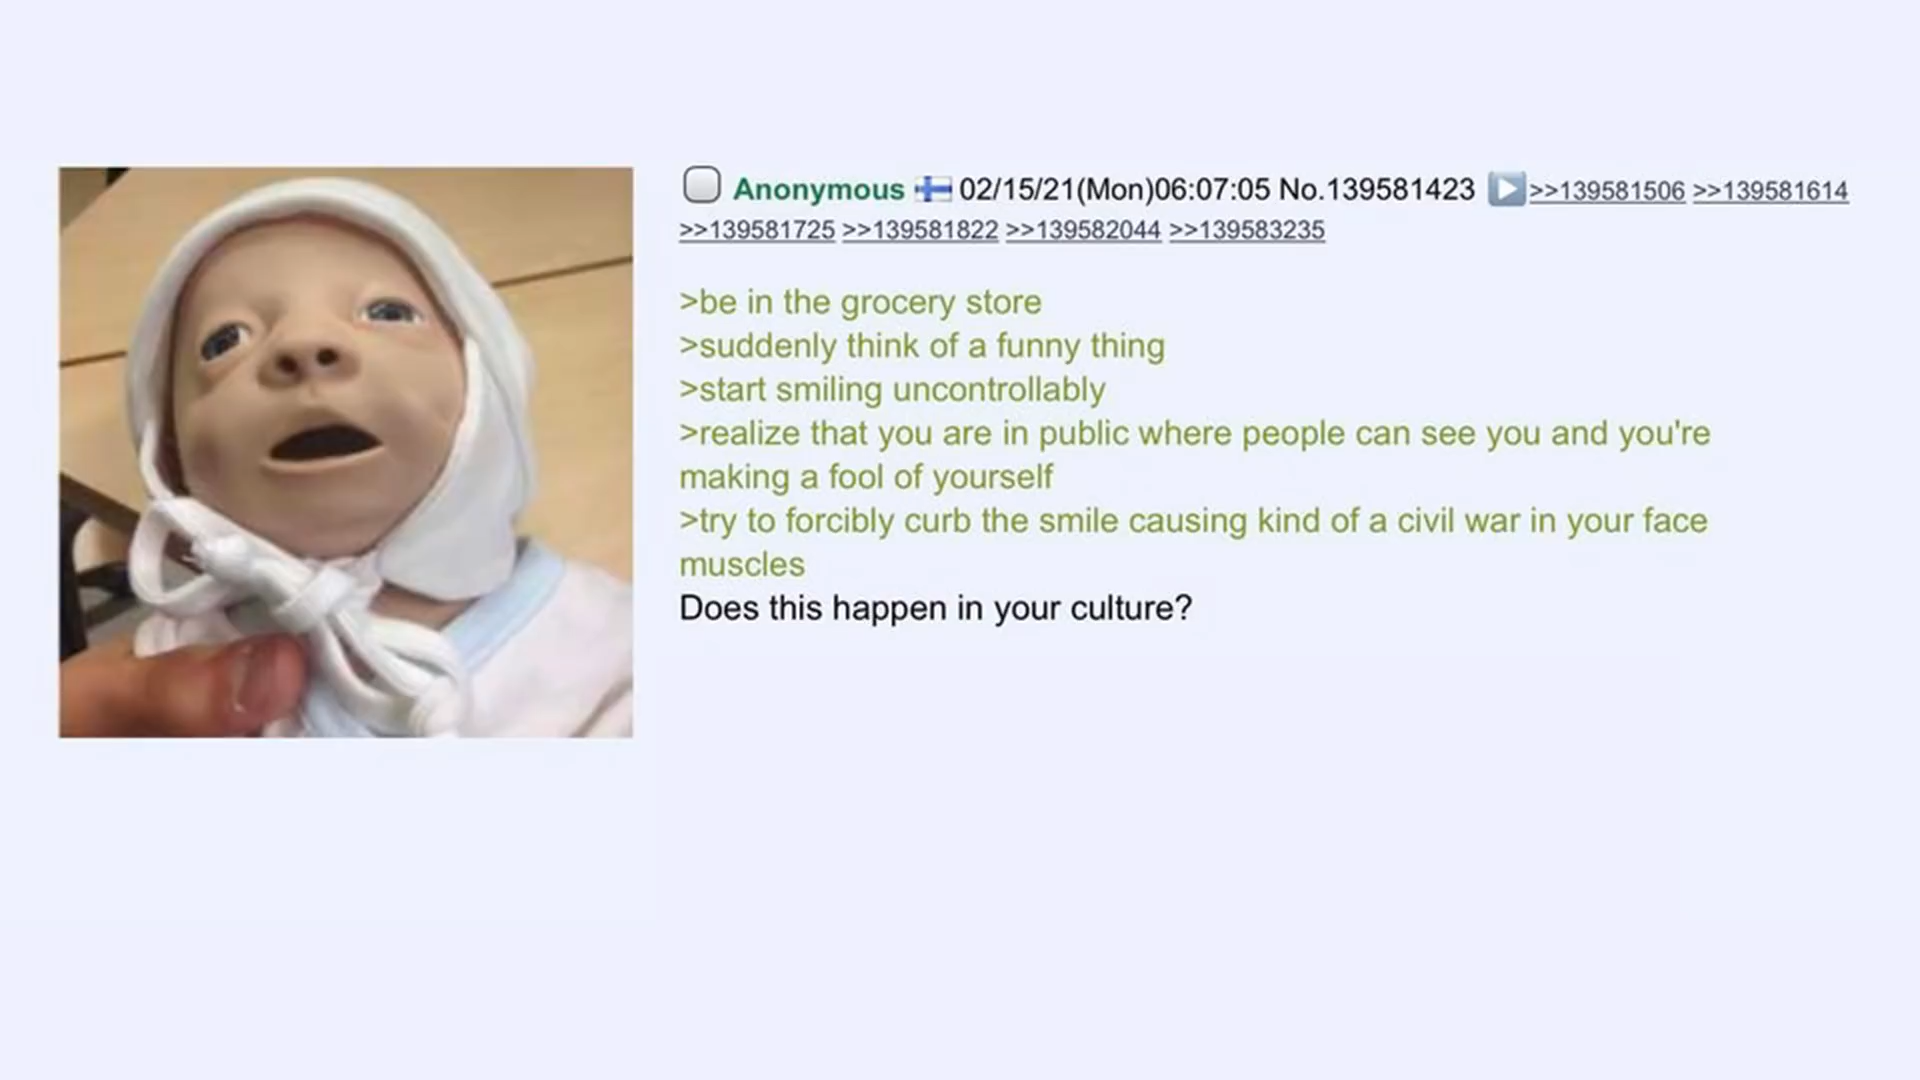 Anonymous 02/15/21(Mon)06:07:05 No.139581423 >>139581506 >>139581614
>>139581725 >>139581822 >>139582044 >>139583235
>be in the grocery store
>suddenly think of a funny thing
>start smiling uncontrollably
>realize that you are in public where people can see you and you're
making a fool of yourself
>try to forcibly curb the smile causing kind of a civil war in your face
muscles
Does this happen in your culture?